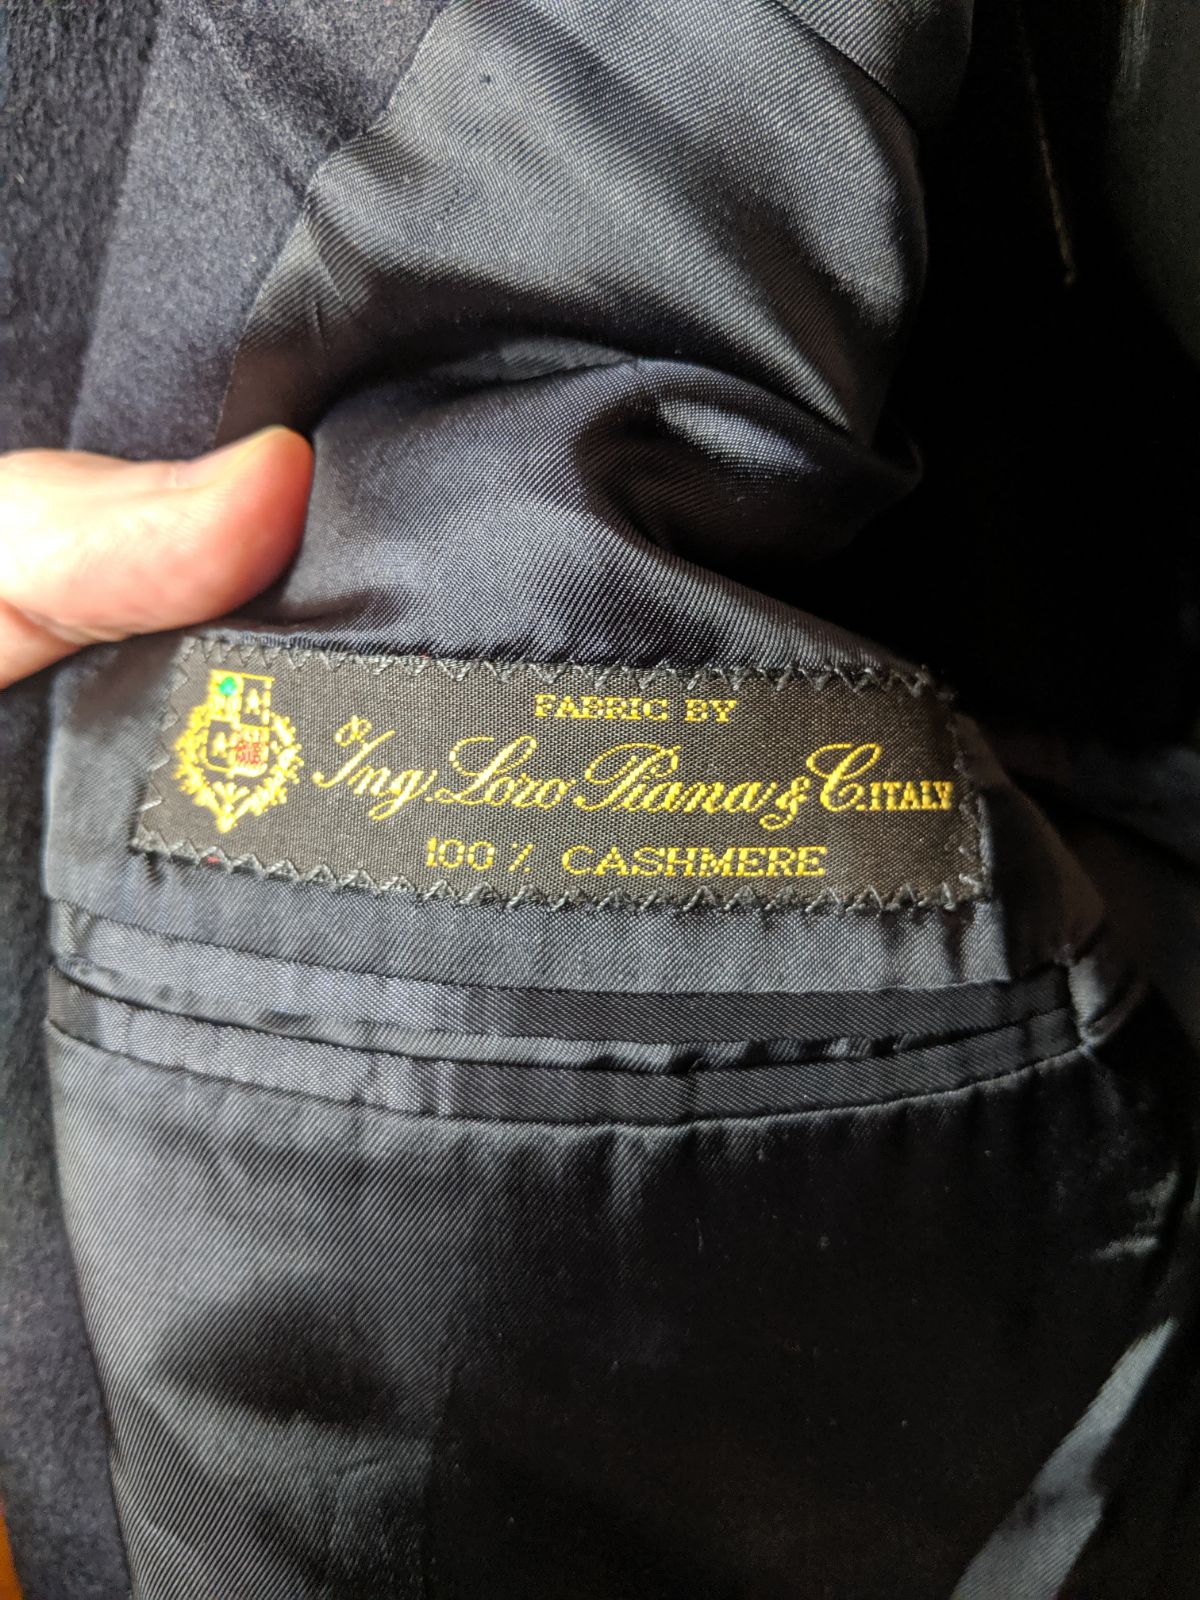 FABRIC BY
Ing. Loro Piana & C. ITALY
100% CASHMERE